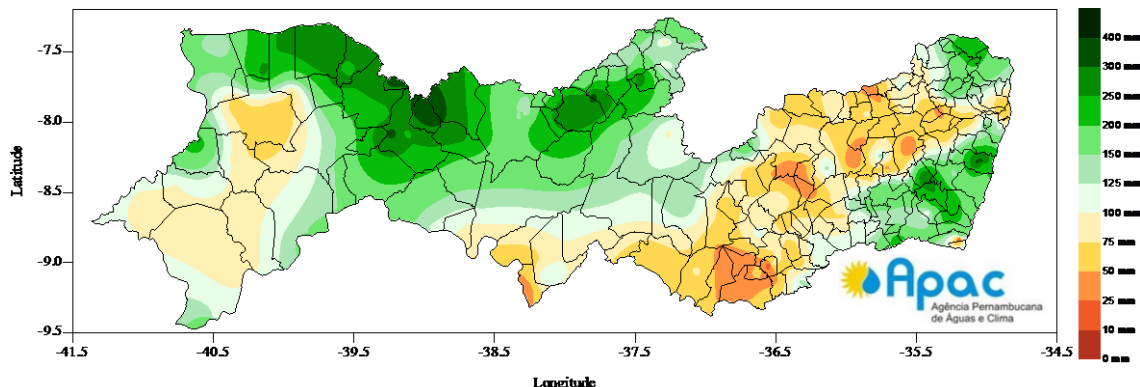 -7.5
-8.0
-8.5
-9.0
-9.5
Latitude
-41.5 -40.5 -39.5 -38.5 -37.5 -36.5 -35.5 -34.5
Longitude
400 mm
300 mm
250 mm
200 mm
150 mm
125 mm
100 mm
75 mm
50 mm
25 mm
10 mm
0 mm
Apac
Agência Pernambucana
de Águas e Clima